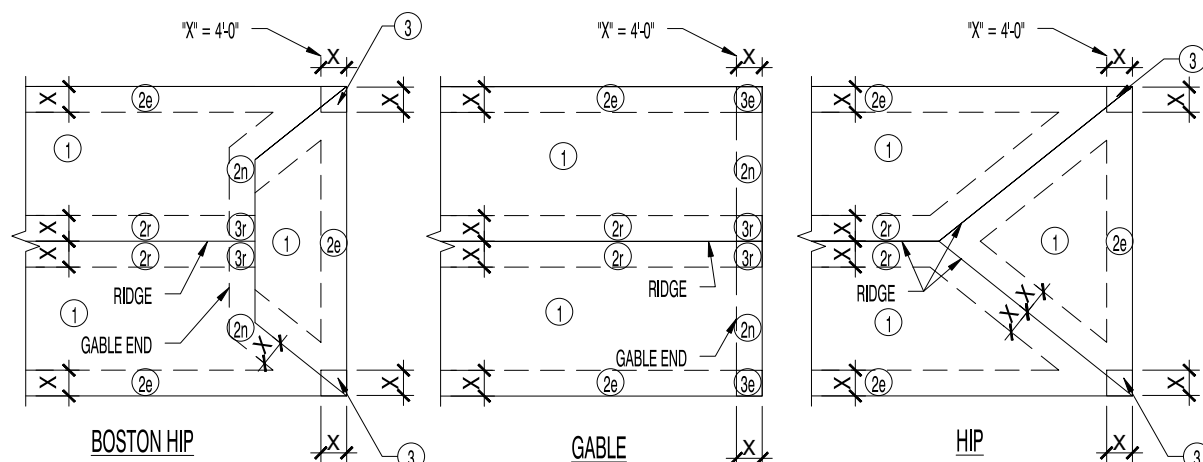 "X" = 4'-0"
3
X
X
2e
X
1
2n
X
2r
3r
1
2e
X
2r
3r
RIDGE
1
GABLE END
2n
X
X
X
2e
X
BOSTON HIP
X
3
"X" = 4'-0"
X
X
2e
3e
1
2n
X
2r
3r
X
2r
3r
RIDGE
1
2n
GABLE END
X
2e
3e
GABLE
X
"X" = 4'-0"
3
X
X
2e
X
1
X
2r
1
2e
X
2r
RIDGE
1
X
X
X
2e
X
HIP
X
3